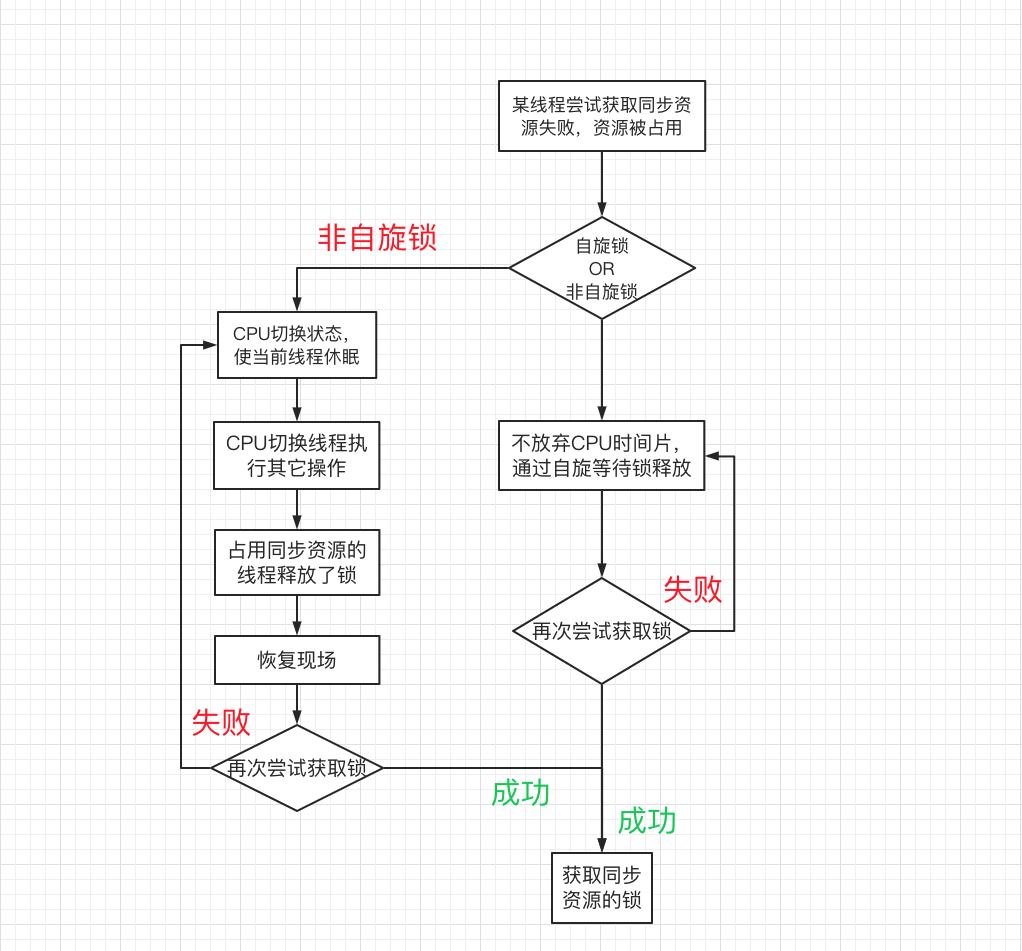 某线程尝试获取同步资
源失败，资源被占用
自旋锁
OR
非自旋锁
非自旋锁
CPU切换状态，
使当前线程休眠
CPU切换线程执
行其它操作
占用同步资源的
线程释放了锁
恢复现场
失败
再次尝试获取锁
成功
不放弃CPU时间片，
通过自旋等待锁释放
失败
再次尝试获取锁
成功
获取同步
资源的锁